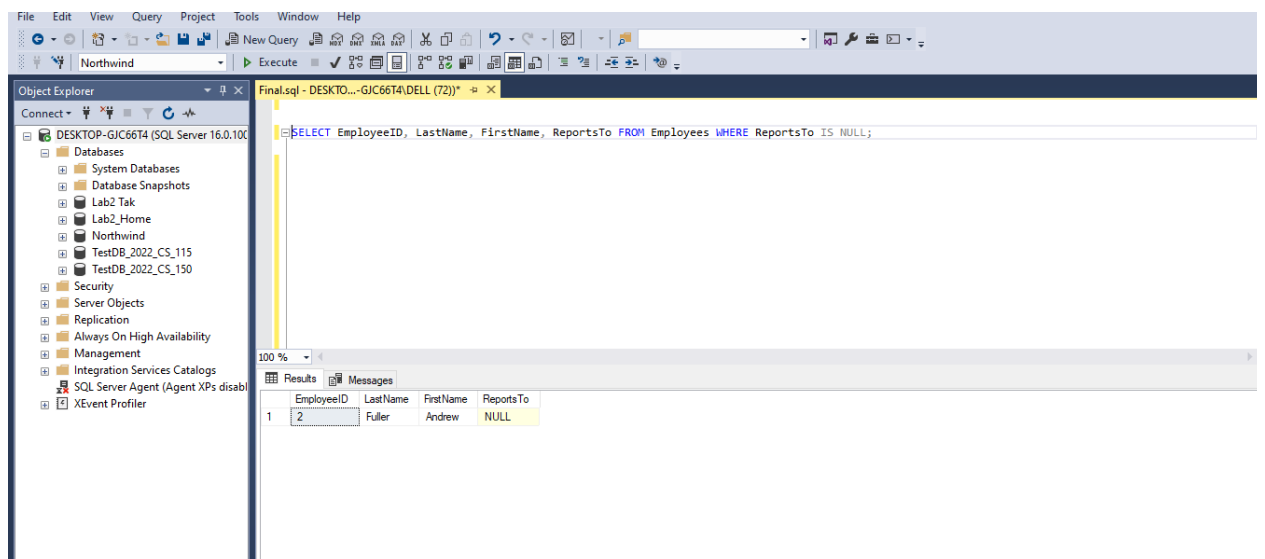 File Edit View Query Project Tools Window Help
New Query MDX DMX XMLA DAX
Northwind Execute
Object Explorer
Final.sql - DESKTO...-GJC66T4\DELL (72))*
Connect
DESKTOP-GJC66T4 (SQL Server 16.0.100
Databases
System Databases
Database Snapshots
Lab2 Tak
Lab2_Home
Northwind
TestDB_2022_CS_115
TestDB_2022_CS_150
Security
Server Objects
Replication
Always On High Availability
Management
Integration Services Catalogs
SQL Server Agent (Agent XPs disabl
XEvent Profiler
SELECT EmployeeID, LastName, FirstName, ReportsTo FROM Employees WHERE ReportsTo IS NULL;
100 %
Results Messages
EmployeeID LastName FirstName ReportsTo
1 2 Fuller Andrew NULL